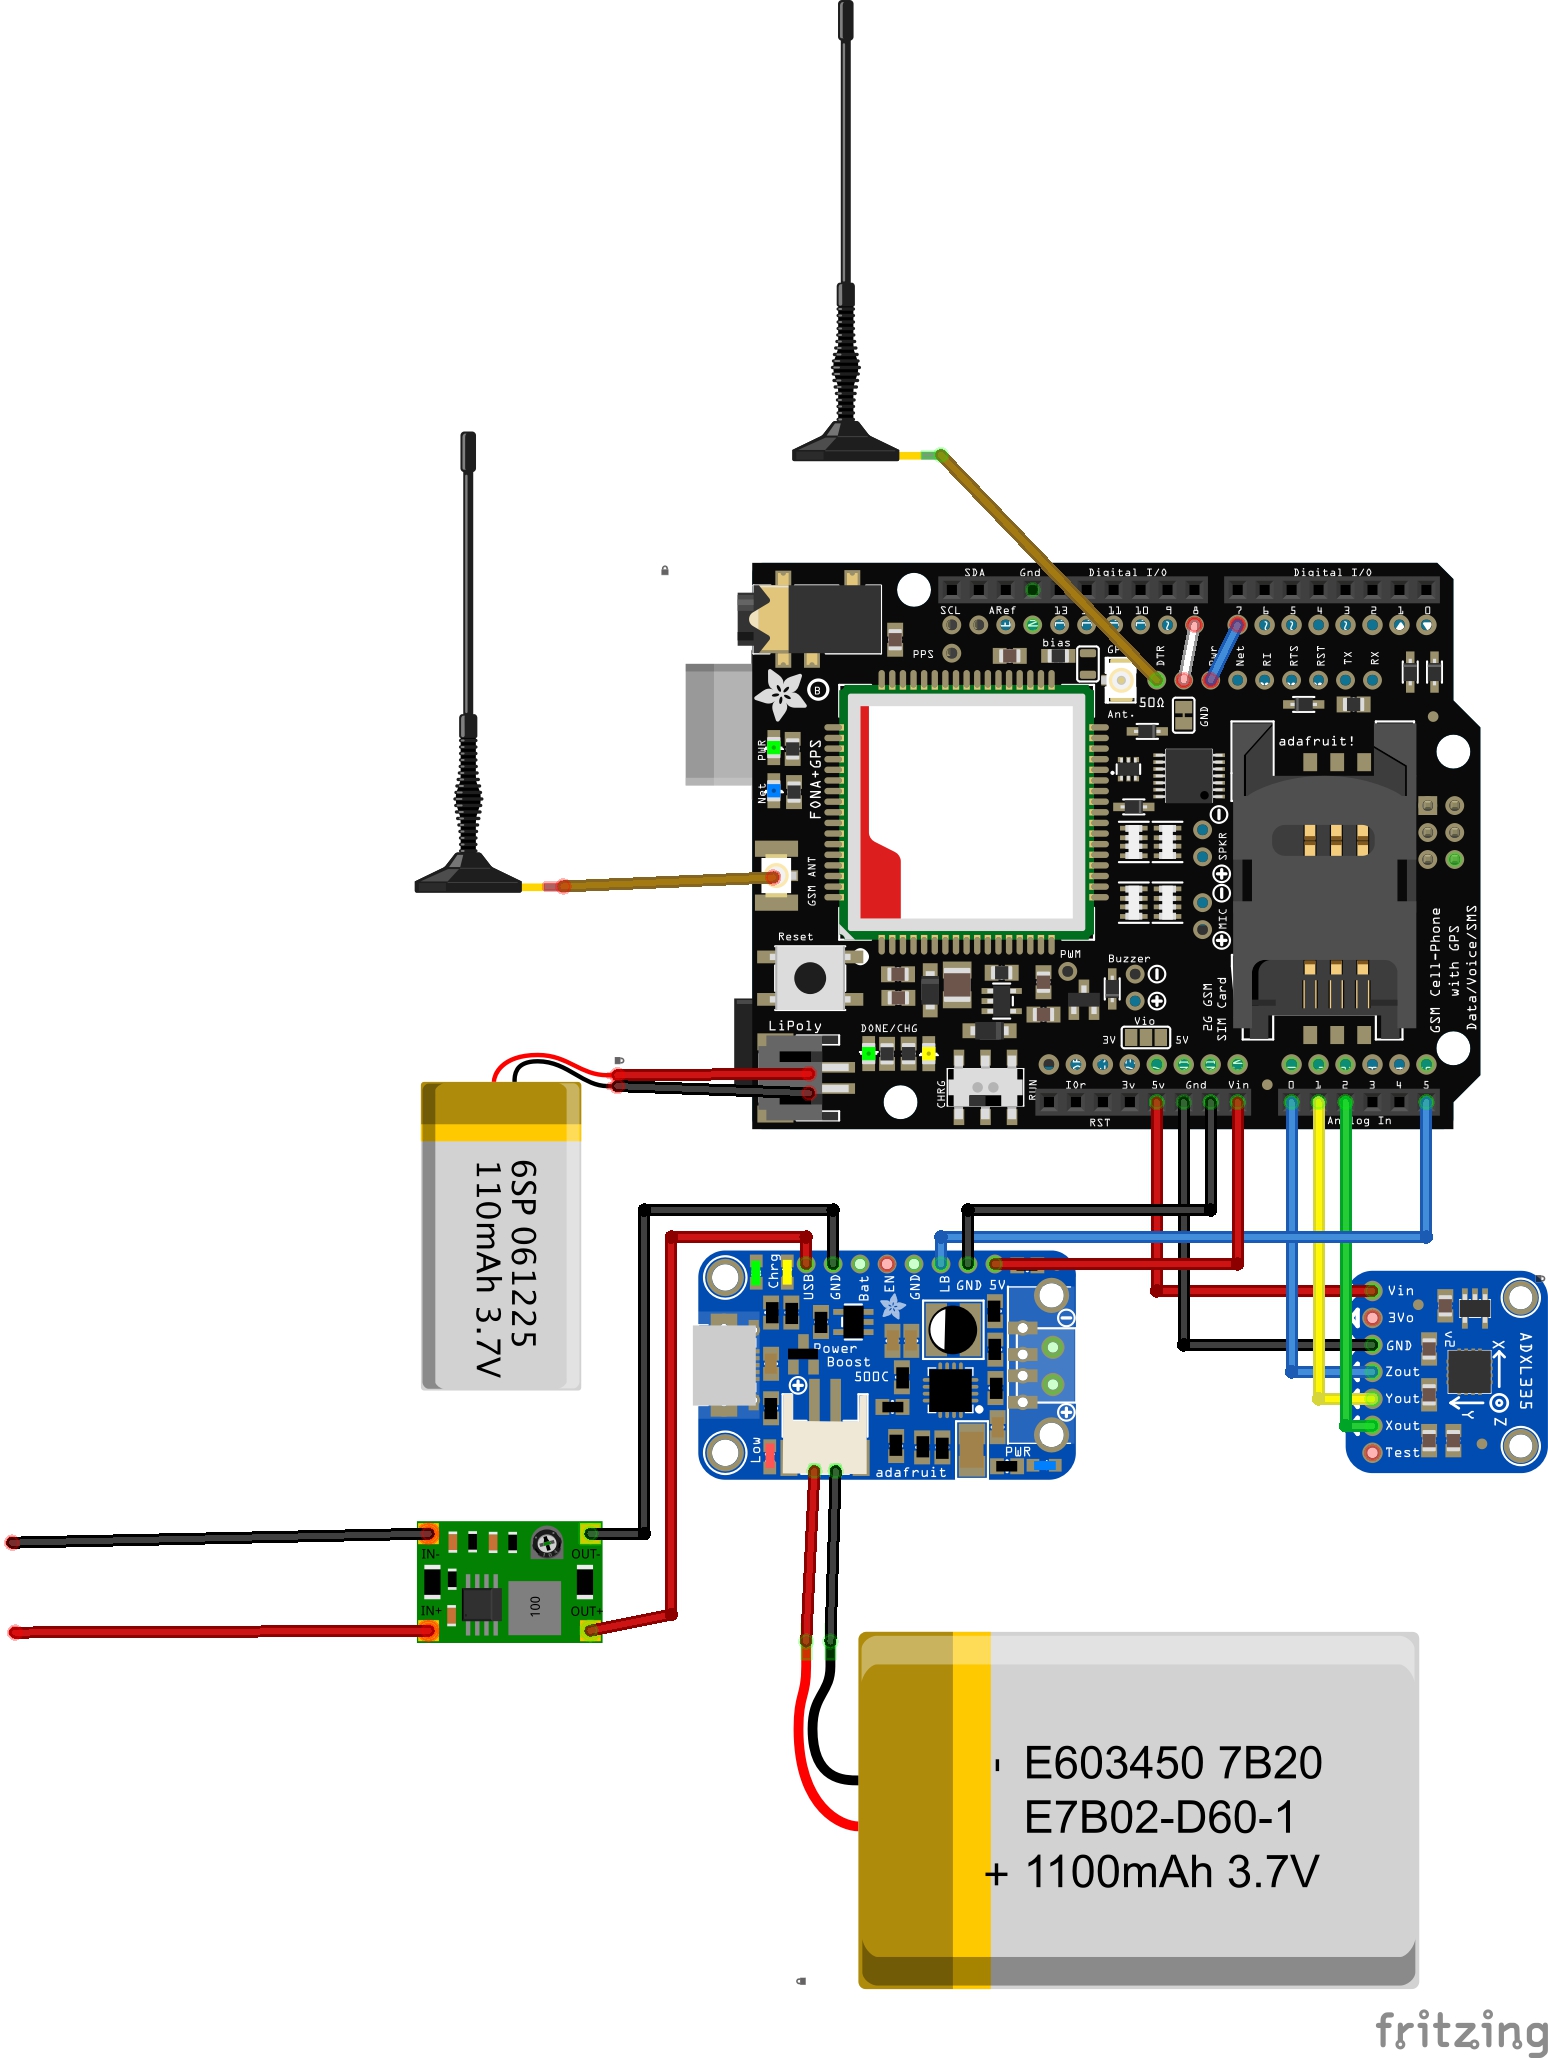 SDA
Gnd
Digital I/O
Digital I/O
SCL
ARef
13
11
10
9
8
7
6
5
4
3
2
1
0
bias
PPS
DTR
Pwr
Net
RI
RTS
RST
TX
RX
B
50Ω
Ant.
GND
adafruit!
PWR
Net
FONA+GPS
GSM ANT
SPKR
MIC
Reset
PWM
Buzzer
LiPoly
DONE/CHG
Vio
3V
5V
2G GSM
SIM Card
GSM Cell-Phone
with GPS
Data/Voice/SMS
CHRG
RUN
IOr
3v
5v
Gnd
Vin
0
1
2
3
4
5
RST
Analog In
6SP 061225
110mAh 3.7V
Chrg
USB
GND
Bat
EN
GND
LB
GND
5V
Power
Boost
500C
Low
adafruit
PWR
Vin
3Vo
GND
Zout
Yout
Xout
Test
v5
X
Y
Z
ADXL335
IN-
OUT-
IN+
OUT+
100
- E603450 7B20
E7B02-D60-1
+ 1100mAh 3.7V
fritzing